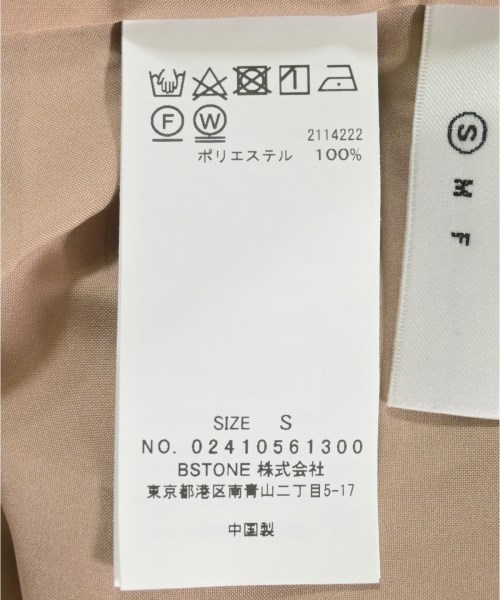 F W
2114222
ポリエステル 100%
SIZE S
NO. 02410561300
BSTONE 株式会社
東京都港区南青山二丁目5-17
中国製
S M F